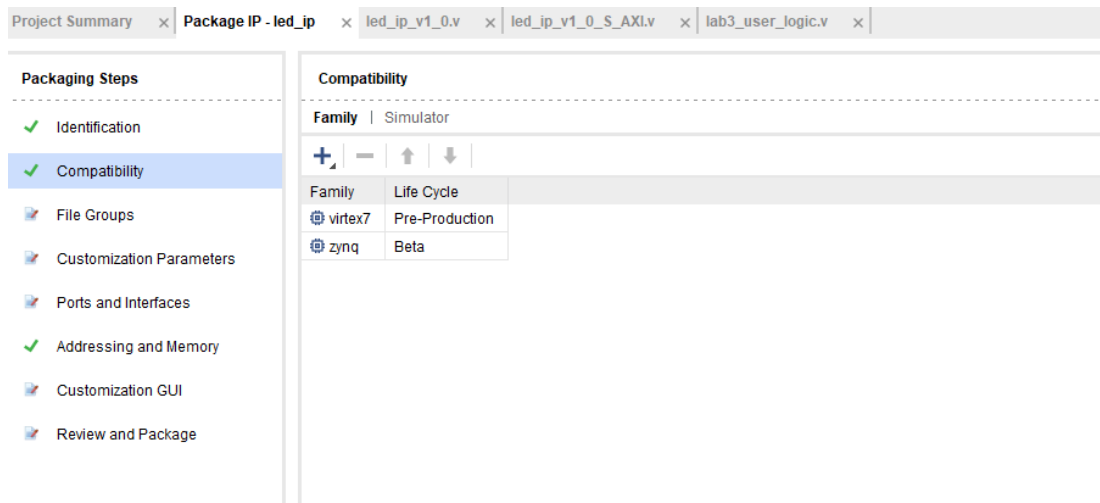 Project Summary × Package IP - led_ip × led_ip_v1_0.v × led_ip_v1_0_S_AXI.v × lab3_user_logic.v ×
Packaging Steps
Identification
Compatibility
File Groups
Customization Parameters
Ports and Interfaces
Addressing and Memory
Customization GUI
Review and Package
Compatibility
Family | Simulator
Family Life Cycle
virtex7 Pre-Production
zynq Beta